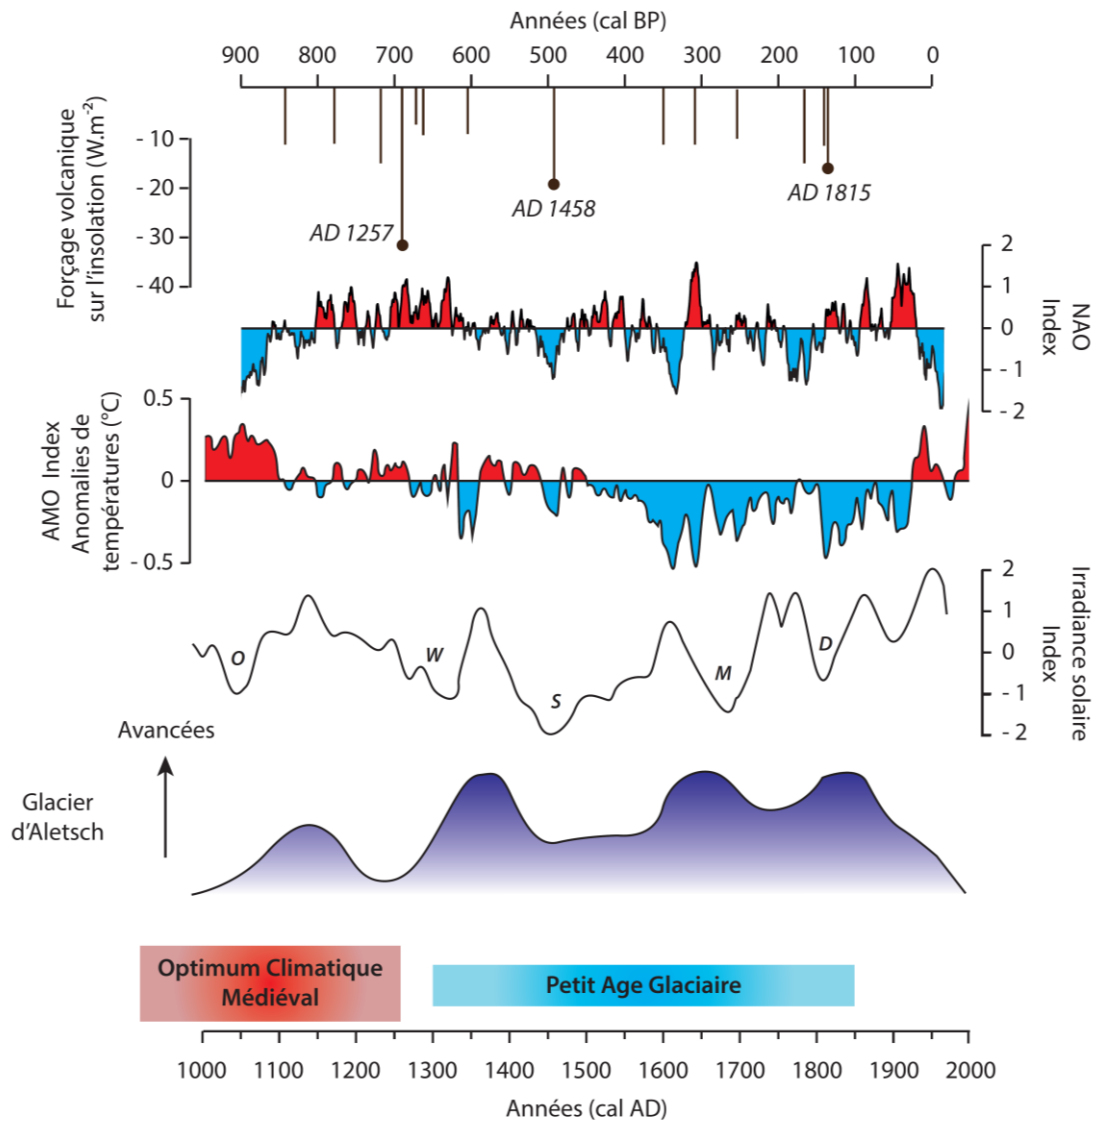 Années (cal BP)
900 800 700 600 500 400 300 200 100 0
Forçage volcanique
sur l'insolation (W.m-2)
- 10
- 20
- 30
- 40
AD 1257
AD 1458
AD 1815
2
1
0
- 1
- 2
NAO
Index
AMO Index
Anomalies de
températures (°C)
0.5
0
- 0.5
2
1
0
- 1
- 2
Irradiance solaire
Index
O
W
S
M
D
Avancées
Glacier
d'Aletsch
Optimum Climatique
Médiéval
Petit Age Glaciaire
1000 1100 1200 1300 1400 1500 1600 1700 1800 1900 2000
Années (cal AD)